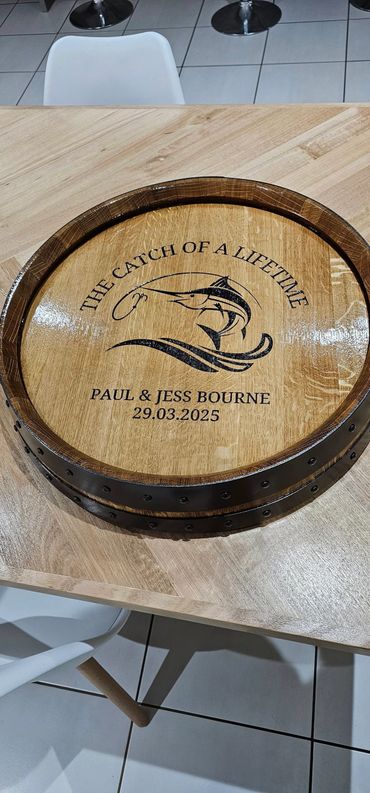 THE CATCH OF A LIFETIME
PAUL & JESS BOURNE
29.03.2025